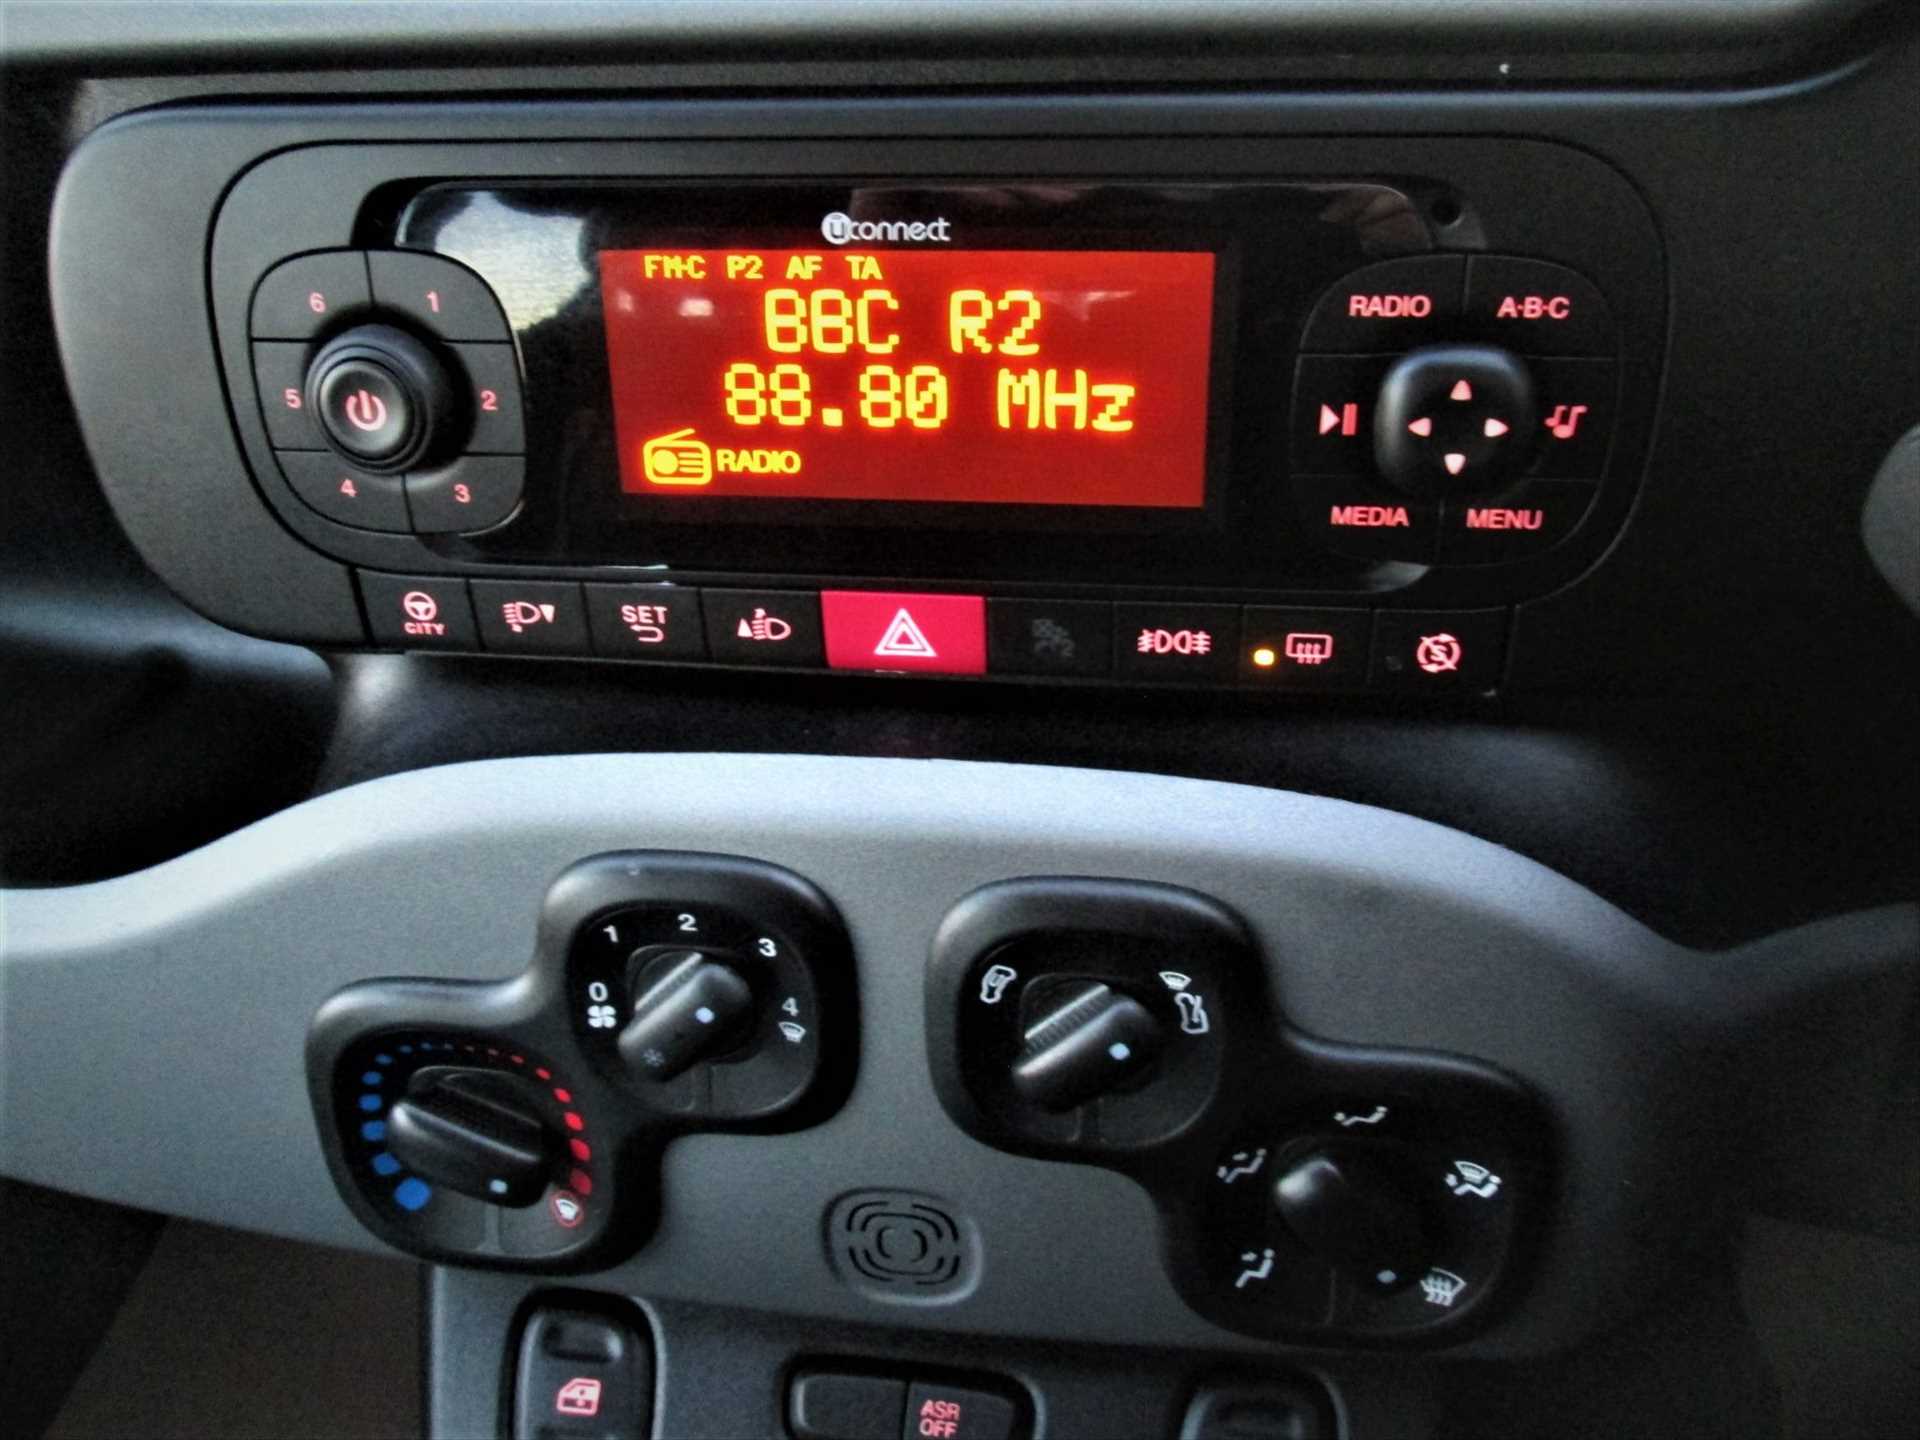 uconnect
FM-C P2 AF TA
BBC R2
88.80 MHz
RADIO
6 1
5 2
4 3
RADIO A·B·C
MEDIA MENU
CITY
SET
S
0 1 2 3 4
ASR
OFF